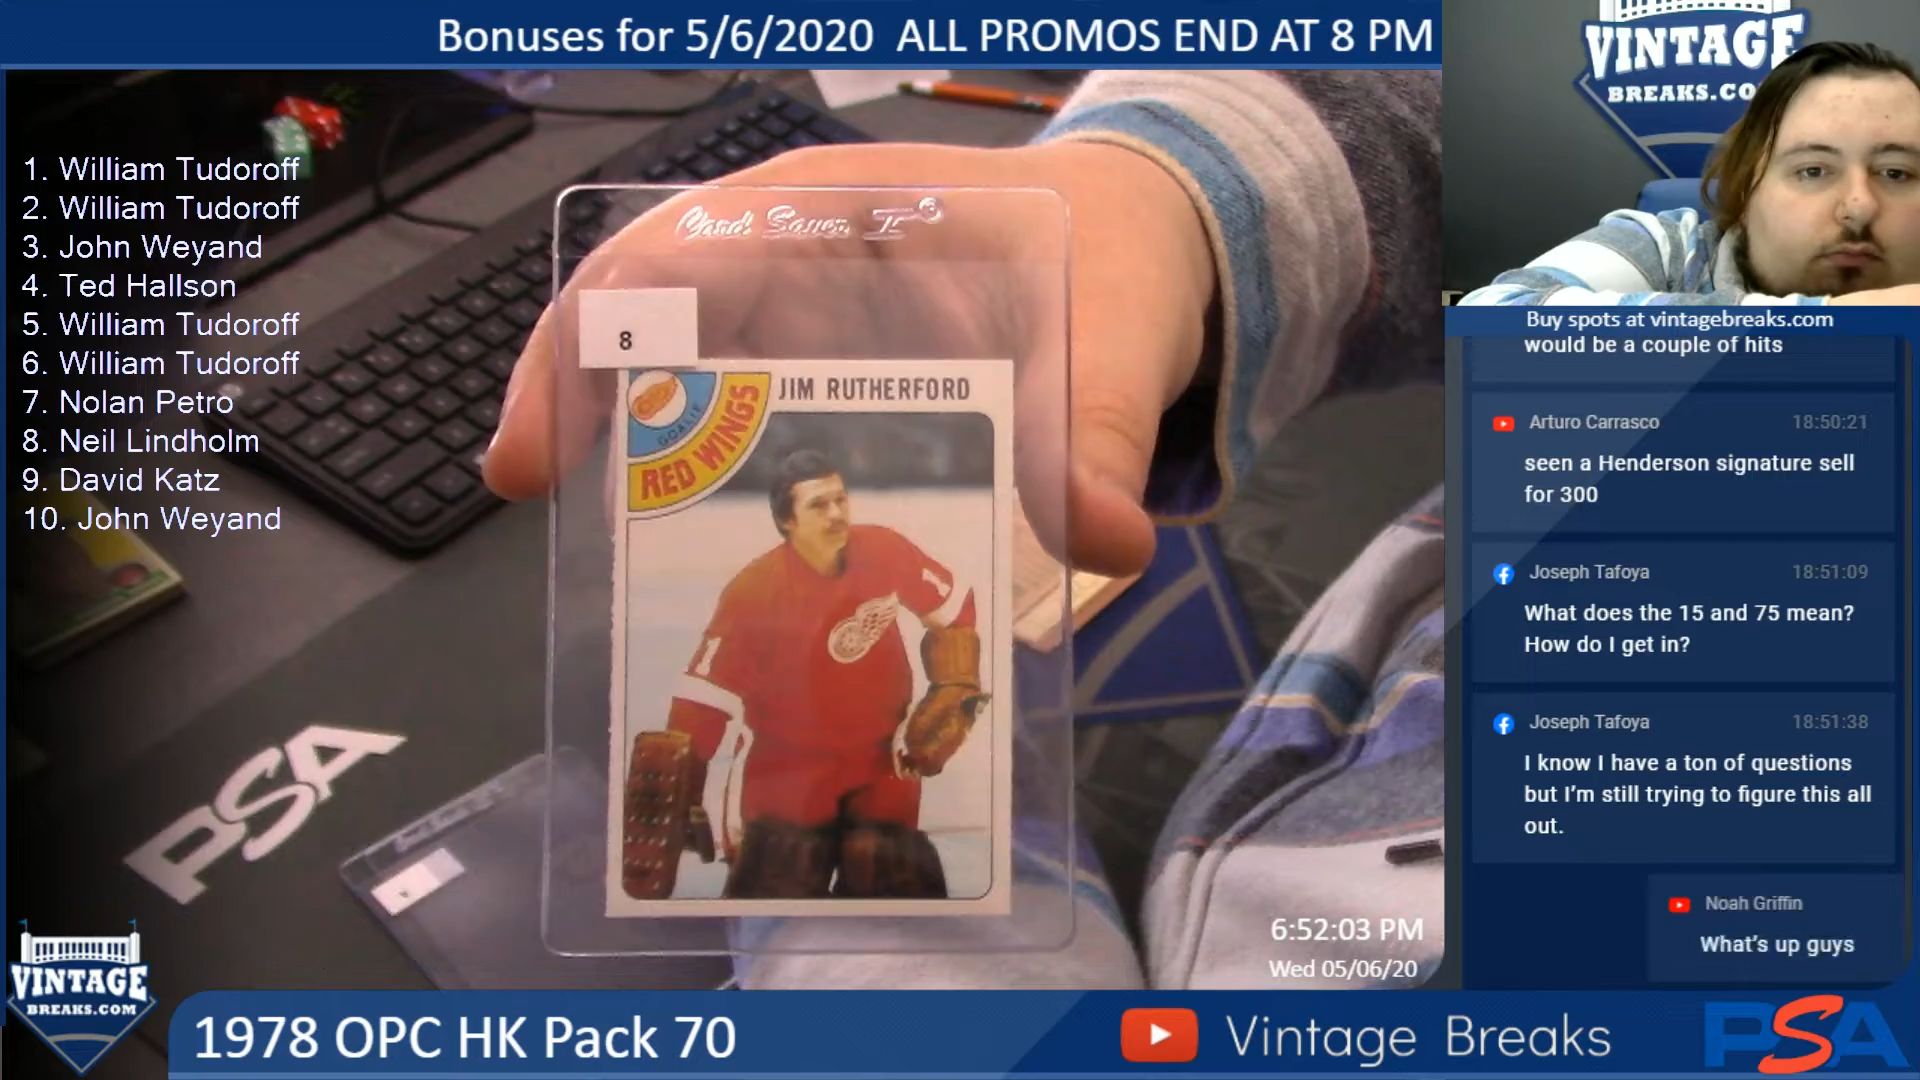 Bonuses for 5/6/2020 ALL PROMOS END AT 8 PM
VINTAGE
BREAKS.CO
1. William Tudoroff
2. William Tudoroff
3. John Weyand
4. Ted Hallson
5. William Tudoroff
6. William Tudoroff
7. Nolan Petro
8. Neil Lindholm
9. David Katz
10. John Weyand
Card Saver I®
8
JIM RUTHERFORD
GOALIE
RED WINGS
1
1
PSA
6:52:03 PM
Wed 05/06/20
Buy spots at vintagebreaks.com
would be a couple of hits
Arturo Carrasco 18:50:21
seen a Henderson signature sell
for 300
Joseph Tafoya 18:51:09
What does the 15 and 75 mean?
How do I get in?
Joseph Tafoya 18:51:38
I know I have a ton of questions
but I'm still trying to figure this all
out.
Noah Griffin
What's up guys
VINTAGE
BREAKS.COM
1978 OPC HK Pack 70
Vintage Breaks
PSA